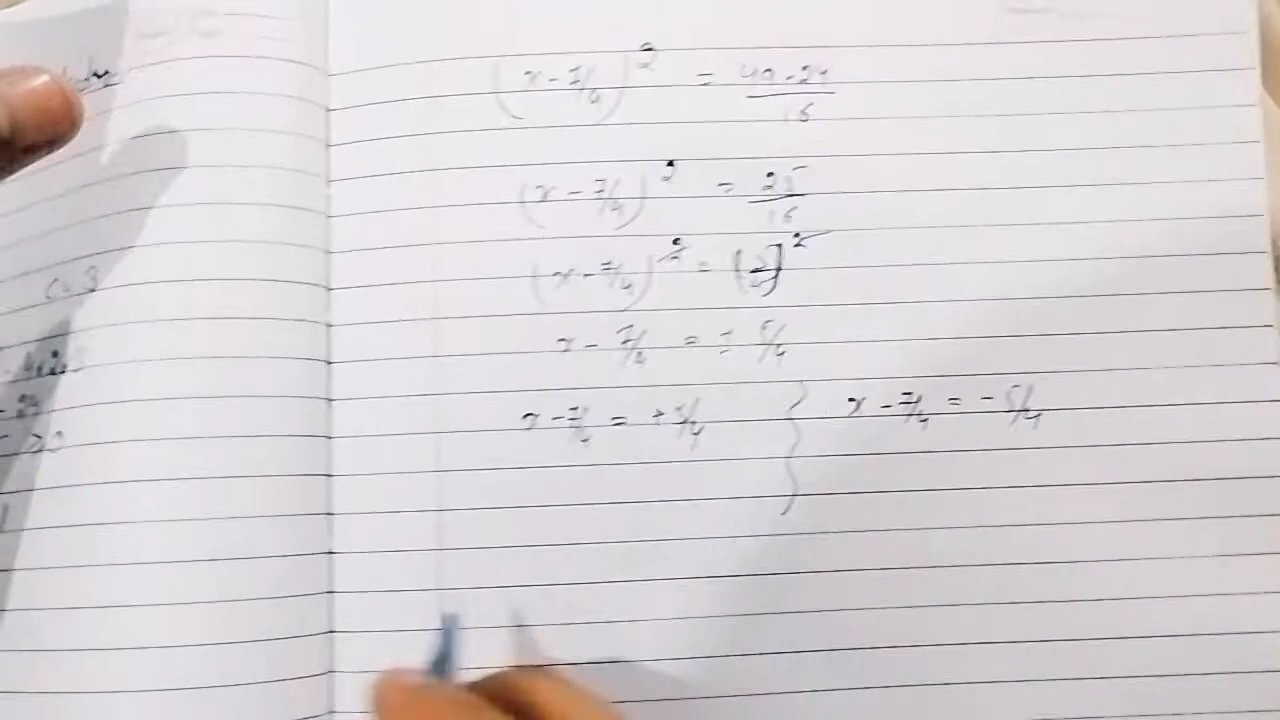 (x - 7/4)^2 = 49-24/16
(x - 7/4)^2 = 25/16
(x - 7/4)^2 = (5/4)^2
x - 7/4 = ± 5/4
x - 7/4 = + 5/4 } x - 7/4 = - 5/4